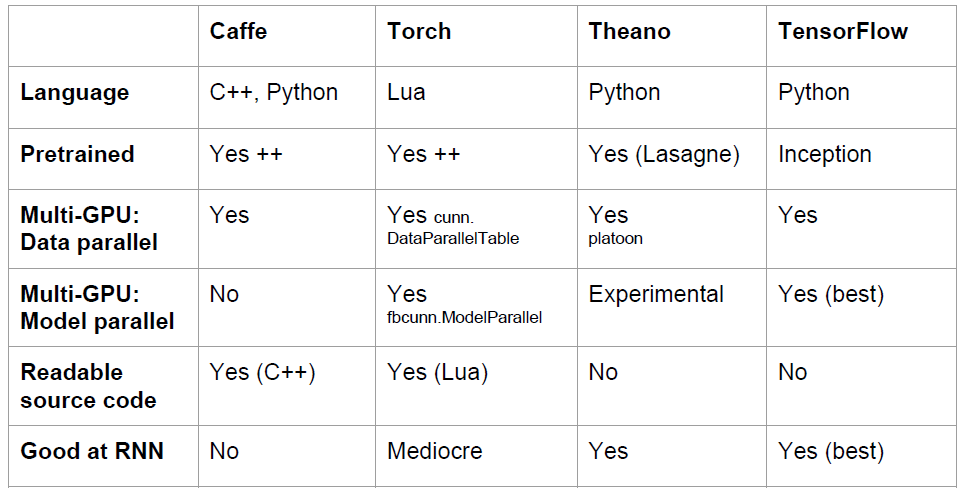 Caffe Torch Theano TensorFlow
Language C++, Python Lua Python Python
Pretrained Yes ++ Yes ++ Yes (Lasagne) Inception
Multi-GPU: Yes Yes cunn. Yes Yes
Data parallel DataParallelTable platoon
Multi-GPU: No Yes Experimental Yes (best)
Model parallel fbcunn.ModelParallel
Readable Yes (C++) Yes (Lua) No No
source code
Good at RNN No Mediocre Yes Yes (best)